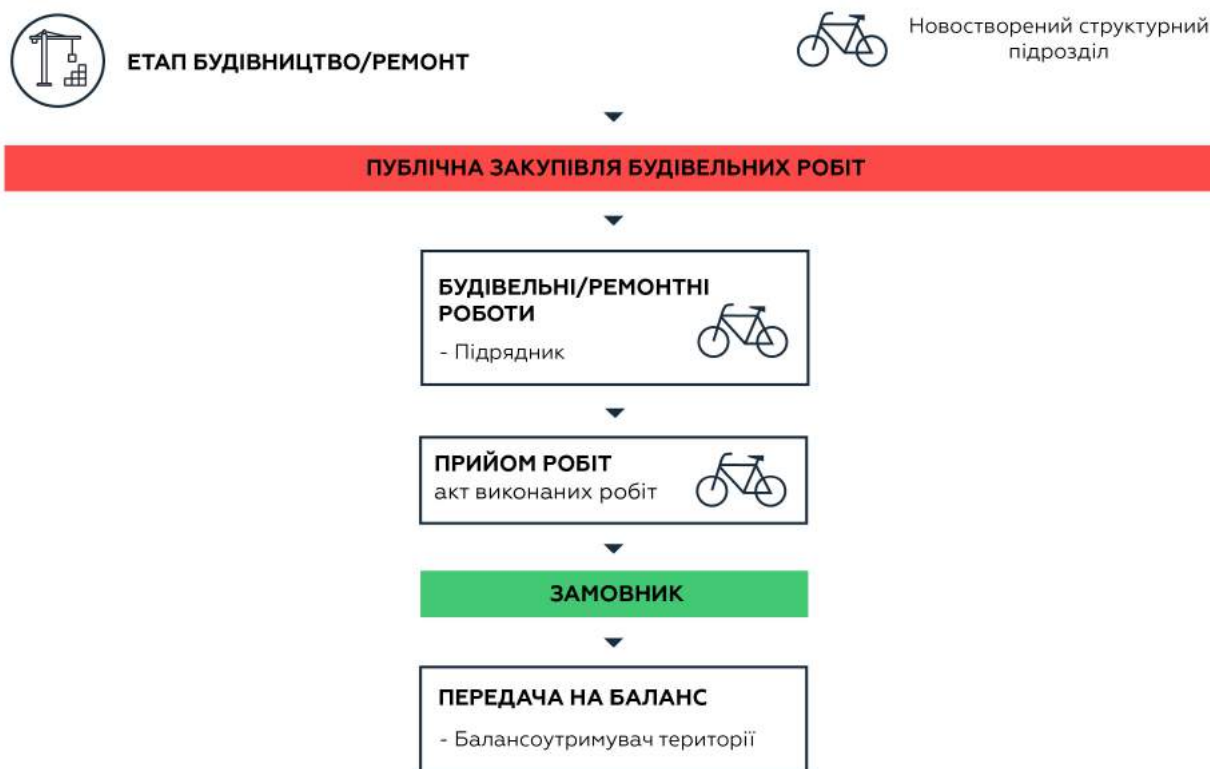 ЕТАП БУДІВНИЦТВО/РЕМОНТ
Новостворений структурний
підрозділ
ПУБЛІЧНА ЗАКУПІВЛЯ БУДІВЕЛЬНИХ РОБІТ
БУДІВЕЛЬНІ/РЕМОНТНІ
РОБОТИ
- Підрядник
ПРИЙОМ РОБІТ
акт виконаних робіт
ЗАМОВНИК
ПЕРЕДАЧА НА БАЛАНС
- Балансоутримувач території